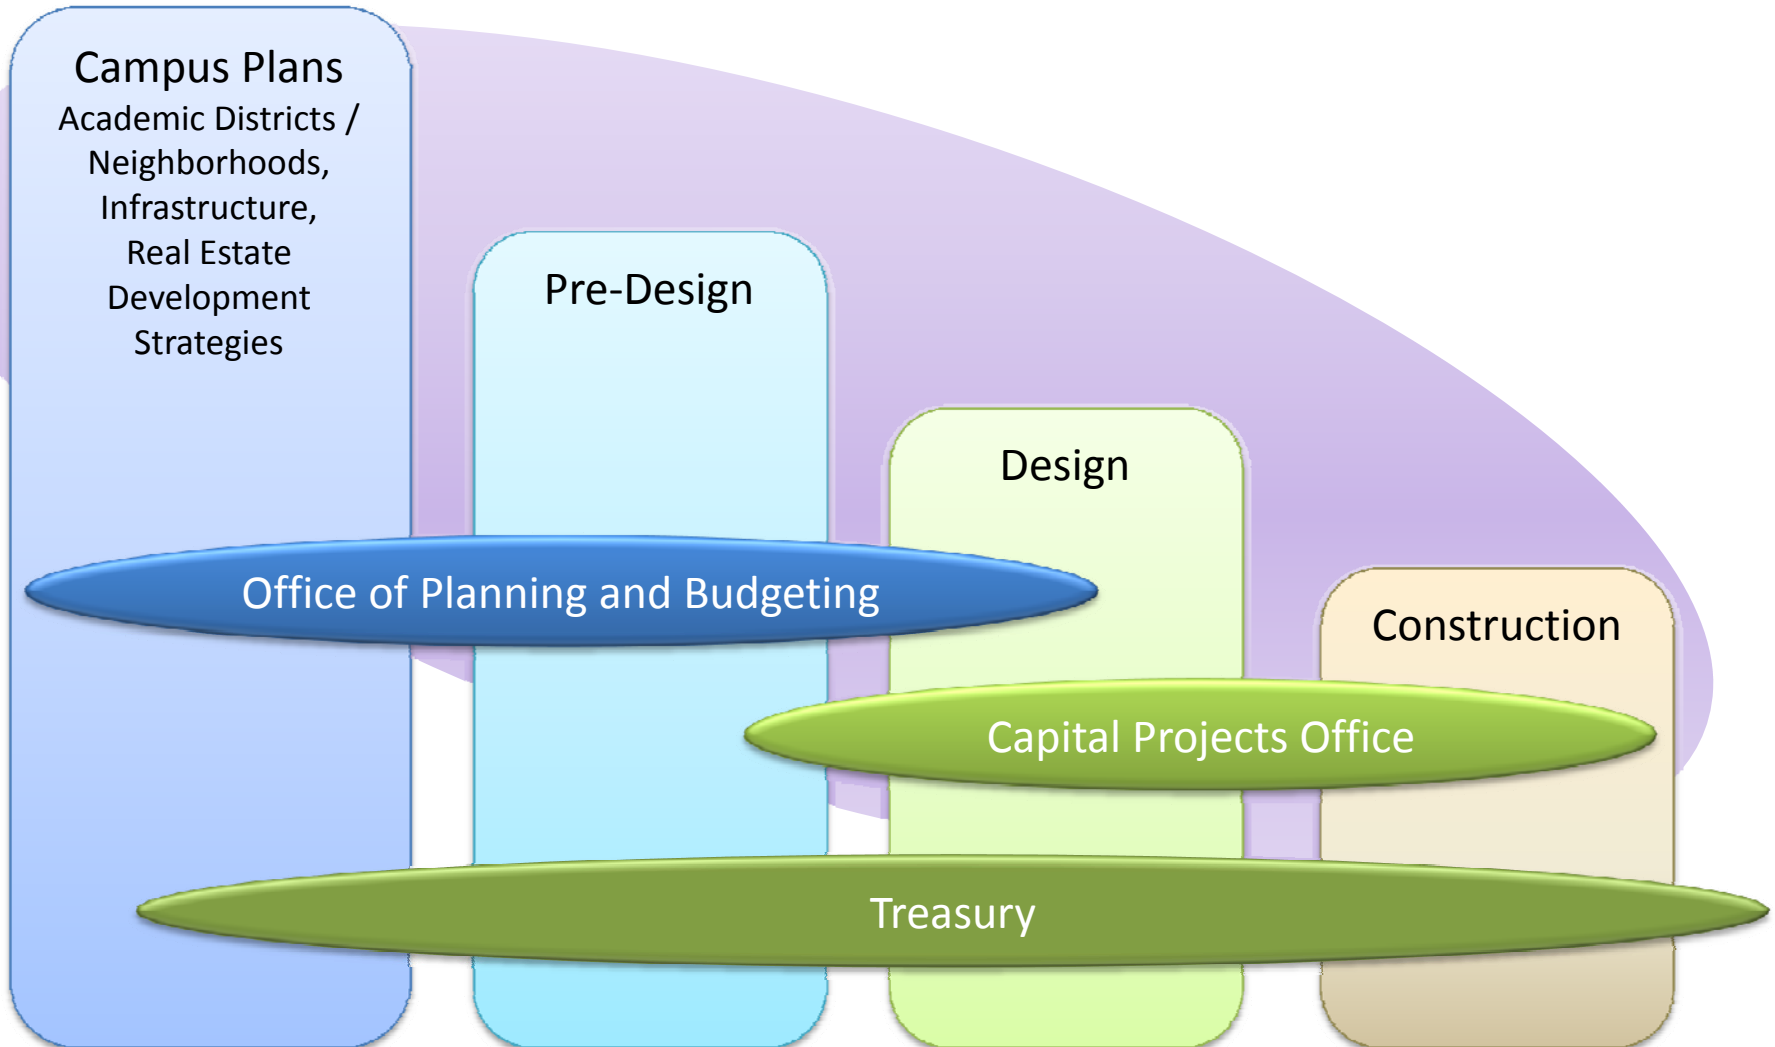 Campus Plans
Academic Districts /
Neighborhoods,
Infrastructure,
Real Estate
Development
Strategies
Pre-Design
Design
Construction
Office of Planning and Budgeting
Capital Projects Office
Treasury